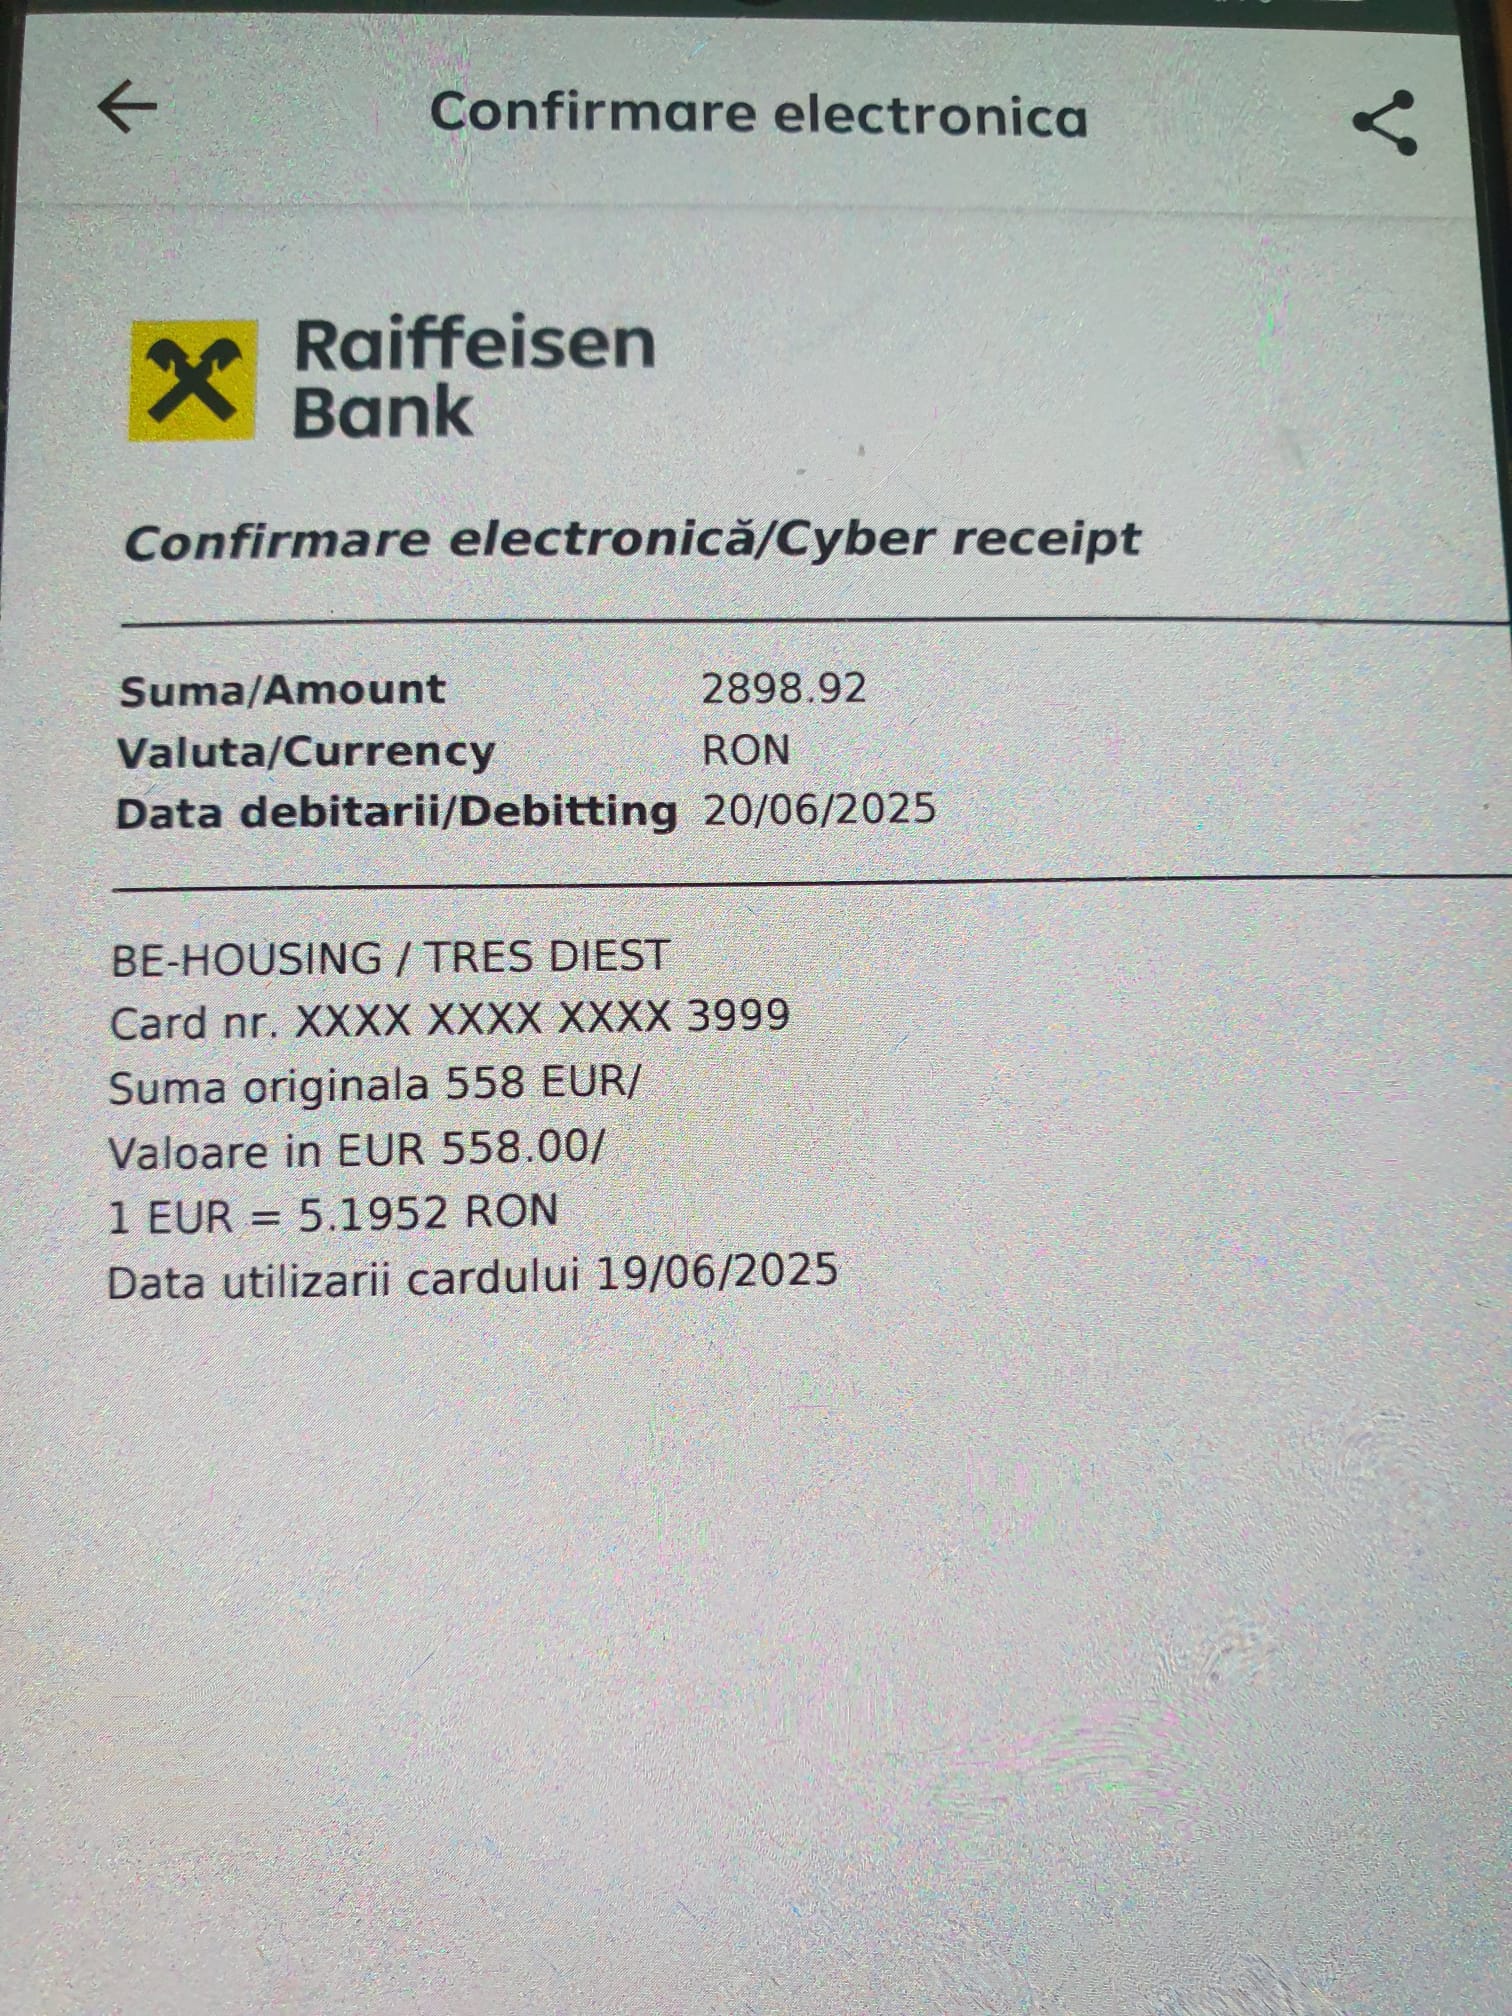 Confirmare electronica
Raiffeisen
Bank
Confirmare electronică/Cyber receipt
Suma/Amount 2898.92
Valuta/Currency RON
Data debitarii/Debitting 20/06/2025
BE-HOUSING / TRES DIEST
Card nr. XXXX XXXX XXXX 3999
Suma originala 558 EUR/
Valoare in EUR 558.00/
1 EUR = 5.1952 RON
Data utilizarii cardului 19/06/2025